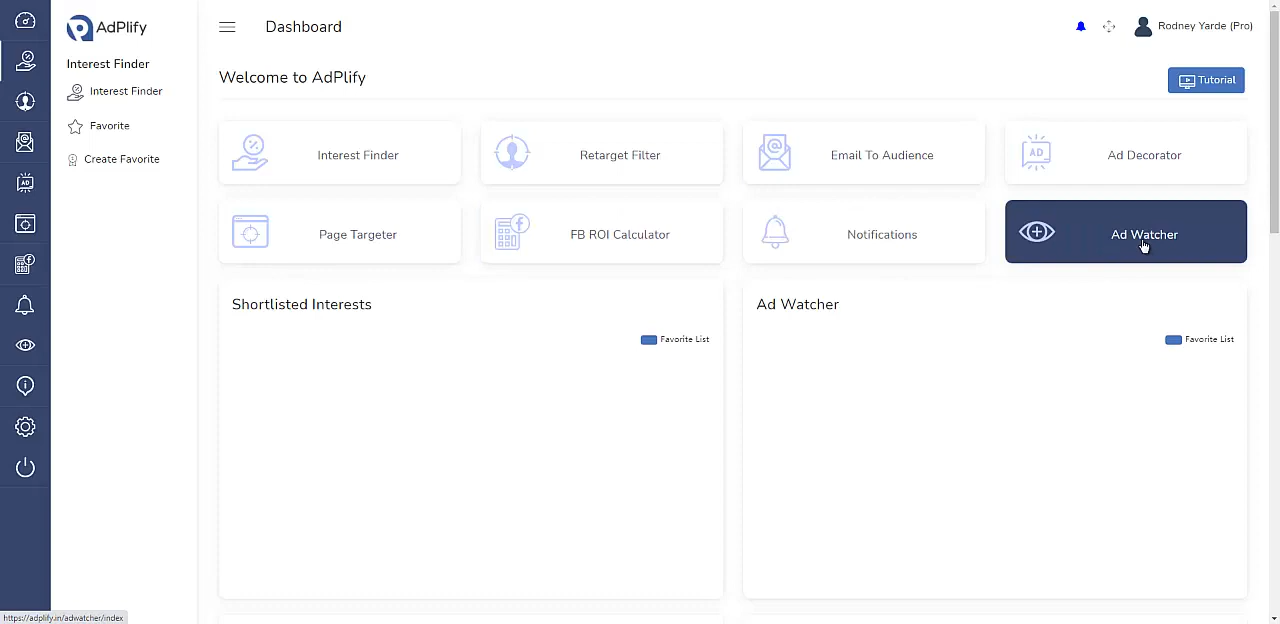 AdPlify
Dashboard
Rodney Yarde (Pro)
Interest Finder
Interest Finder
Favorite
Create Favorite
Welcome to AdPlify
Tutorial
Interest Finder
Retarget Filter
Email To Audience
AD
Ad Decorator
Page Targeter
FB ROI Calculator
Notifications
Ad Watcher
Shortlisted Interests
Favorite List
Ad Watcher
Favorite List
AD
https://adplify.in/adwatcher/index